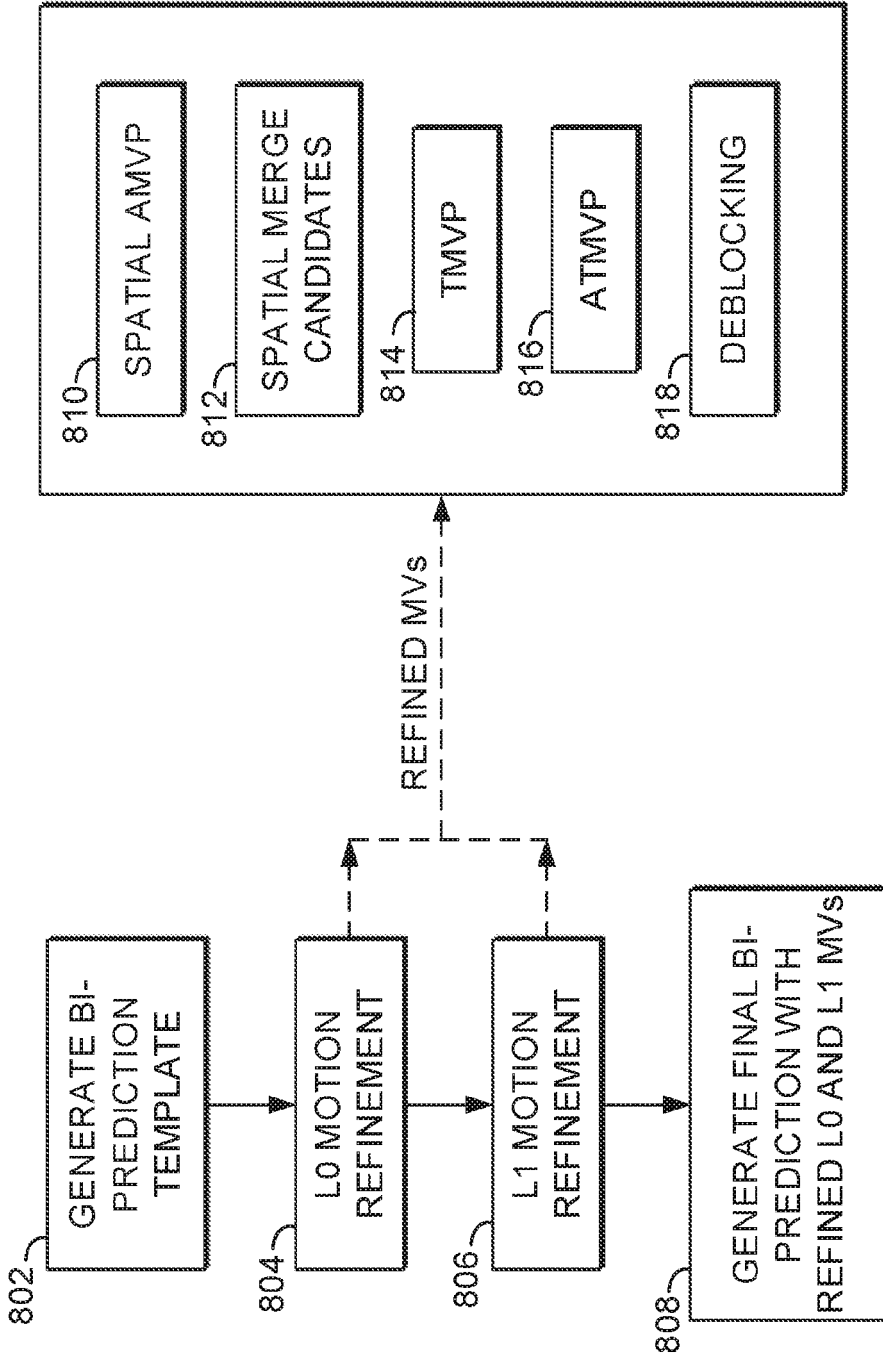 802
GENERATE BI-
PREDICTION
TEMPLATE
804
L0 MOTION
REFINEMENT
806
L1 MOTION
REFINEMENT
808
GENERATE FINAL BI-
PREDICTION WITH
REFINED L0 AND L1 MVs
REFINED MVs
810
SPATIAL AMVP
812
SPATIAL MERGE
CANDIDATES
814
TMVP
816
ATMVP
818
DEBLOCKING